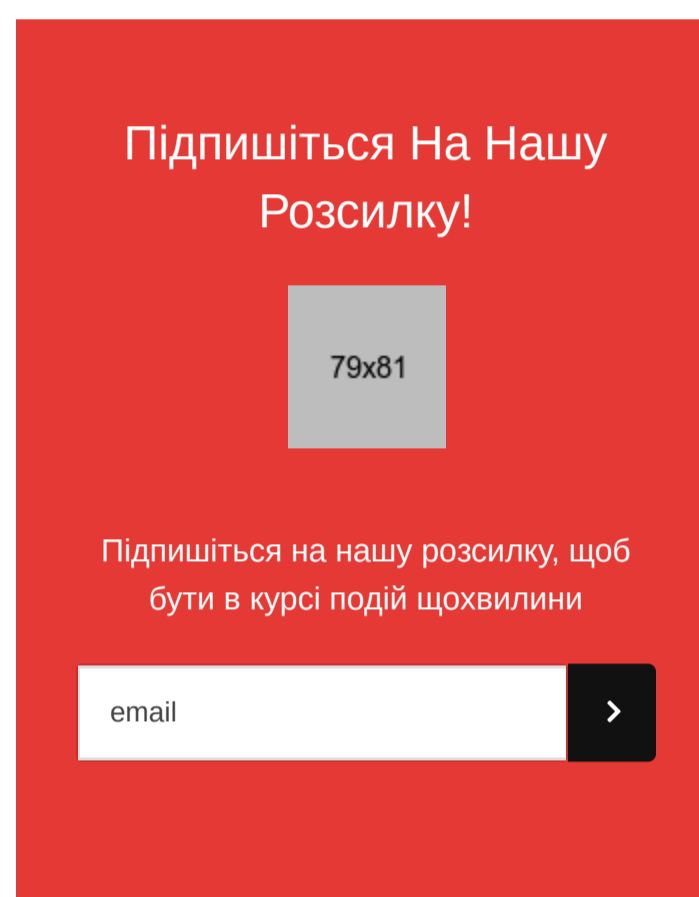 Підпишіться На Нашу
Розсилку!
79x81
Підпишіться на нашу розсилку, щоб
бути в курсі подій щохвилини
email